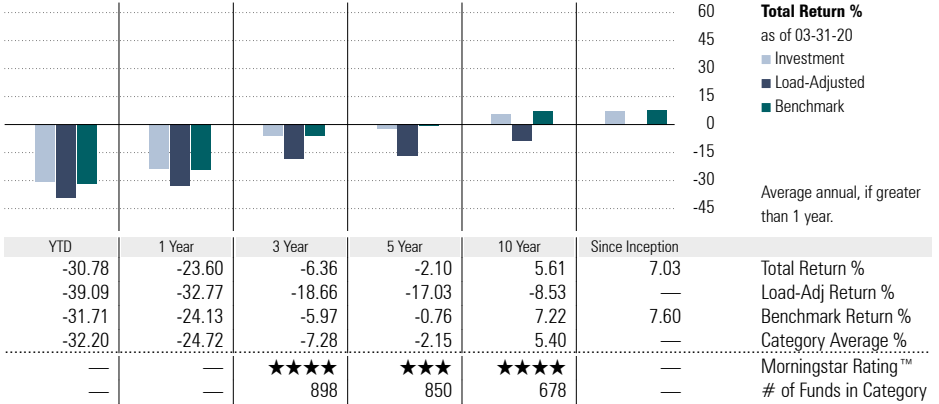 60
45
30
15
0
-15
-30
-45
Total Return %
as of 03-31-20
Investment
Load-Adjusted
Benchmark
Average annual, if greater
than 1 year.
YTD 1 Year 3 Year 5 Year 10 Year Since Inception
-30.78 -23.60 -6.36 -2.10 5.61 7.03 Total Return %
-39.09 -32.77 -18.66 -17.03 -8.53 — Load-Adj Return %
-31.71 -24.13 -5.97 -0.76 7.22 7.60 Benchmark Return %
-32.20 -24.72 -7.28 -2.15 5.40 — Category Average %
— — ★★★★ ★★★ ★★★★ — Morningstar Rating™
— — 898 850 678 — # of Funds in Category